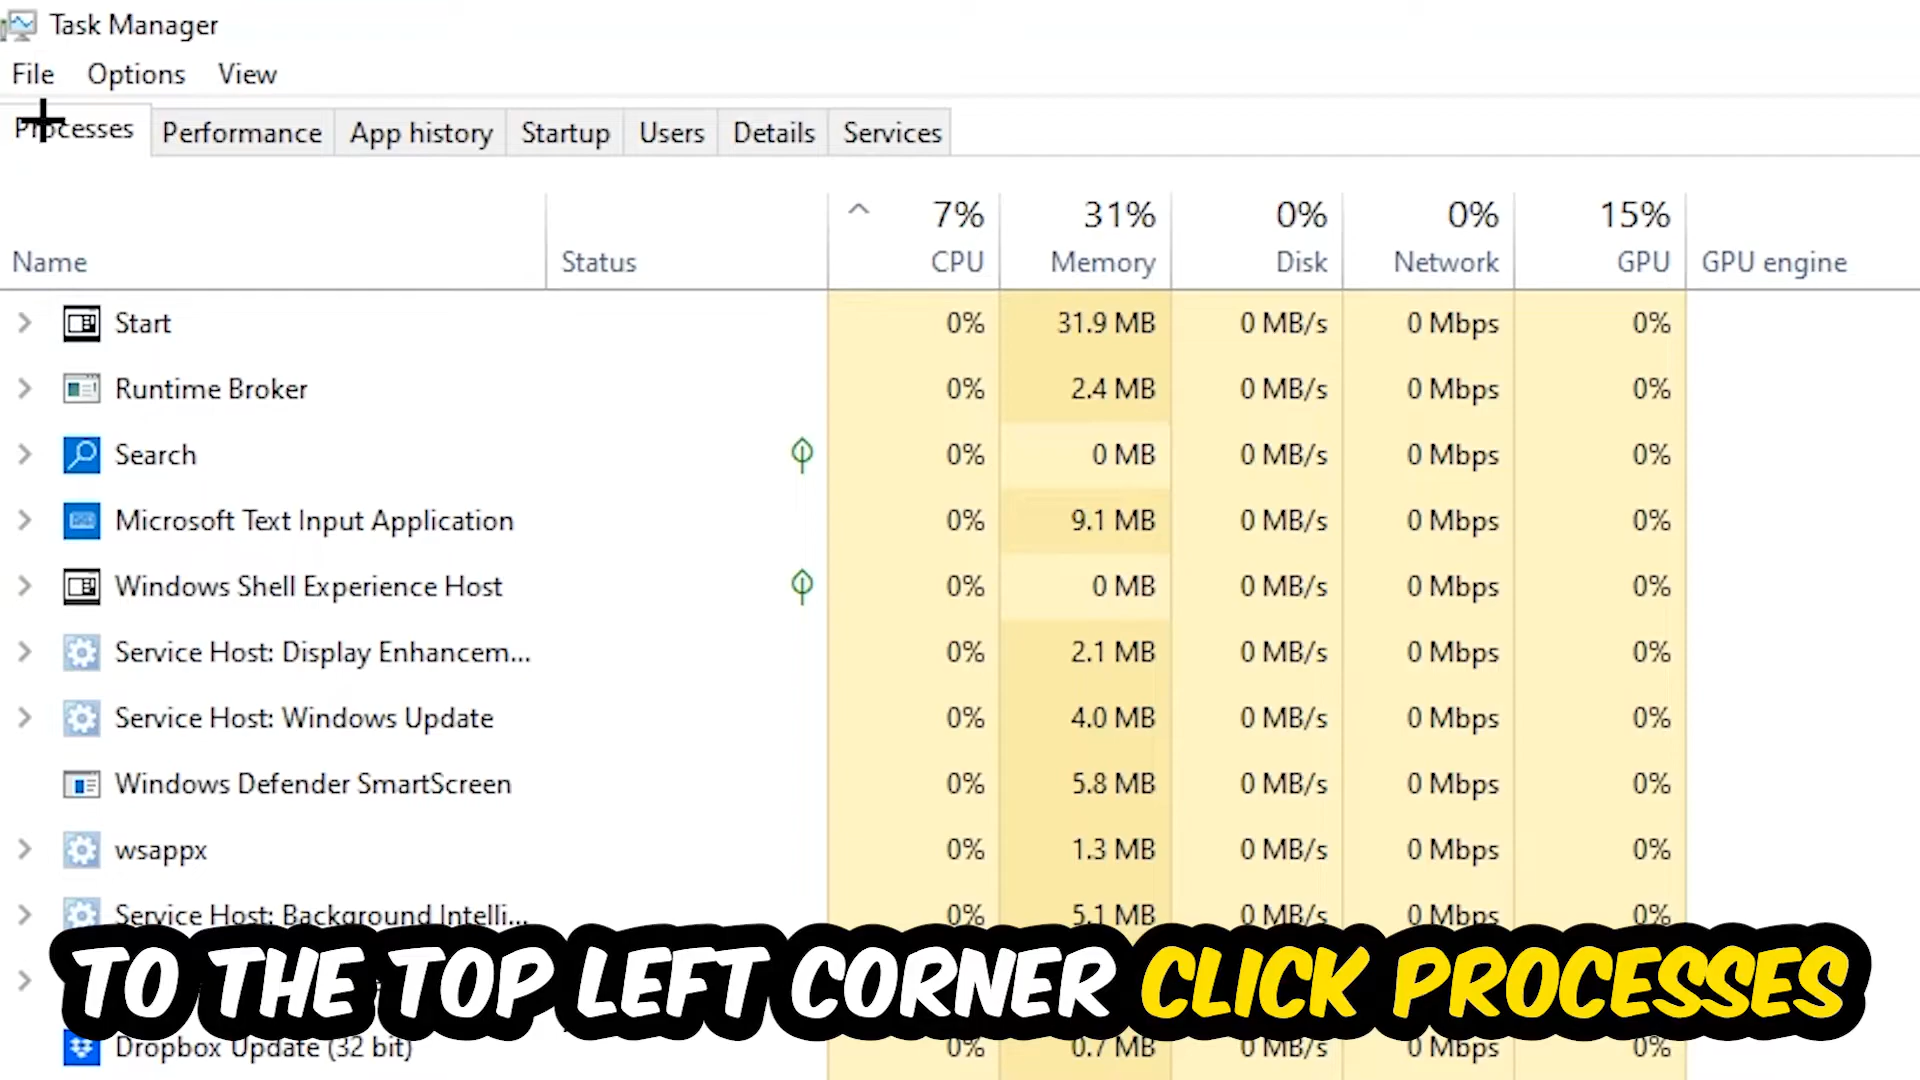 Task Manager
File Options View
Processes Performance App history Startup Users Details Services
7% 31% 0% 0% 15%
Name Status CPU Memory Disk Network GPU GPU engine
Start 0% 31.9 MB 0 MB/s 0 Mbps 0%
Runtime Broker 0% 2.4 MB 0 MB/s 0 Mbps 0%
Search 0% 0 MB 0 MB/s 0 Mbps 0%
Microsoft Text Input Application 0% 9.1 MB 0 MB/s 0 Mbps 0%
Windows Shell Experience Host 0% 0 MB 0 MB/s 0 Mbps 0%
Service Host: Display Enhancem... 0% 2.1 MB 0 MB/s 0 Mbps 0%
Service Host: Windows Update 0% 4.0 MB 0 MB/s 0 Mbps 0%
Windows Defender SmartScreen 0% 5.8 MB 0 MB/s 0 Mbps 0%
wsappx 0% 1.3 MB 0 MB/s 0 Mbps 0%
Service Host: Background Intelli... 0% 5.1 MB 0 MB/s 0 Mbps 0%
TO THE TOP LEFT CORNER CLICK PROCESSES
Dropbox Update (32 bit) 0% 0.7 MB 0 MB/s 0 Mbps 0%